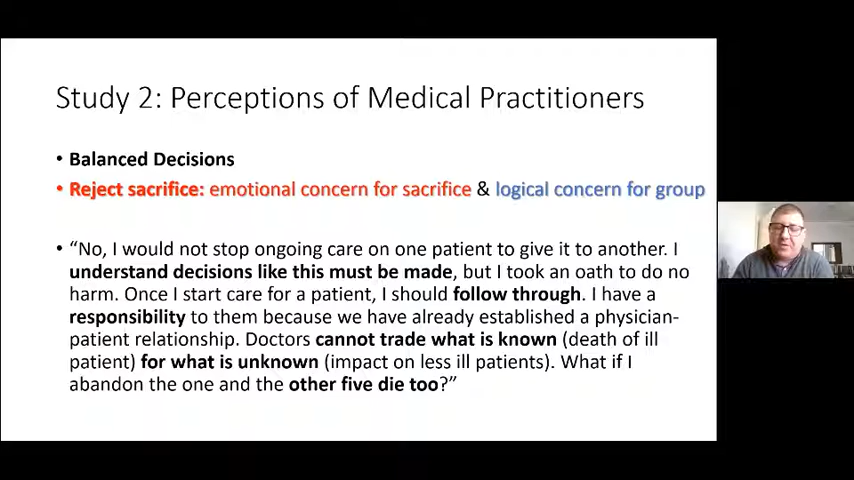 Study 2: Perceptions of Medical Practitioners
• Balanced Decisions
• Reject sacrifice: emotional concern for sacrifice & logical concern for group
• “No, I would not stop ongoing care on one patient to give it to another. I
understand decisions like this must be made, but I took an oath to do no
harm. Once I start care for a patient, I should follow through. I have a
responsibility to them because we have already established a physician-
patient relationship. Doctors cannot trade what is known (death of ill
patient) for what is unknown (impact on less ill patients). What if I
abandon the one and the other five die too?”